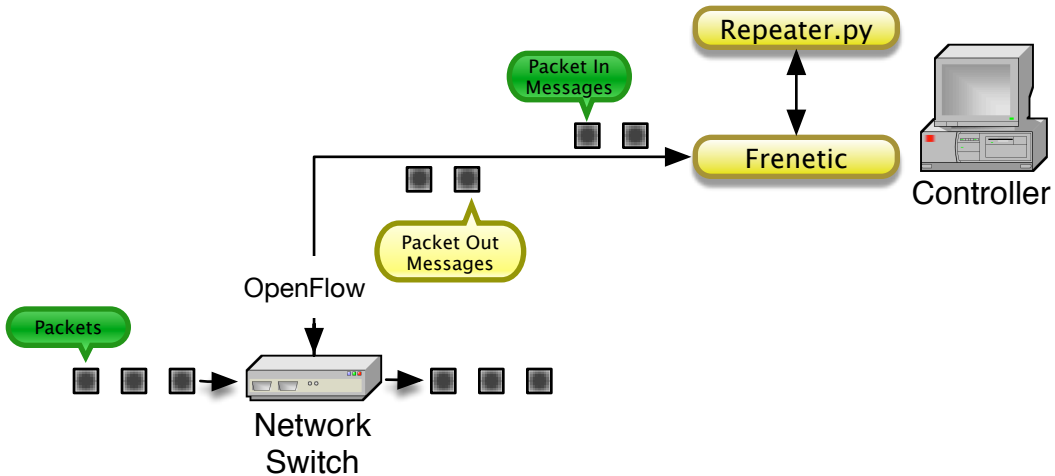 Repeater.py
Packet In
Messages
Frenetic
Controller
Packet Out
Messages
OpenFlow
Packets
Network
Switch